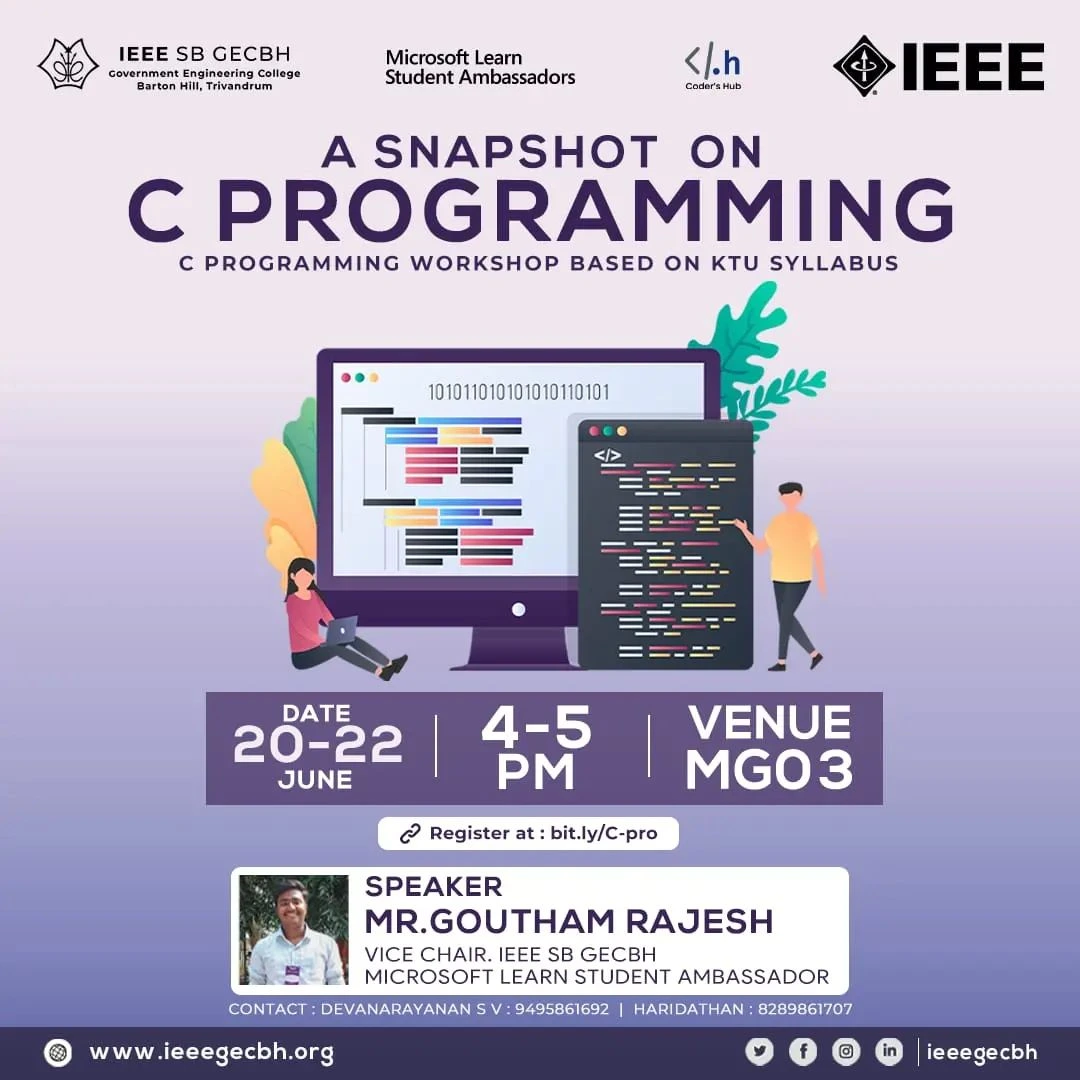 IEEE SB GECBH
Government Engineering College
Barton Hill, Trivandrum
Microsoft Learn
Student Ambassadors
</.h
Coder's Hub
IEEE
A SNAPSHOT ON
C PROGRAMMING
C PROGRAMMING WORKSHOP BASED ON KTU SYLLABUS
101011010101010110101
</>
DATE
20-22
JUNE
4-5
PM
VENUE
MG03
Register at : bit.ly/C-pro
SPEAKER
MR.GOUTHAM RAJESH
VICE CHAIR. IEEE SB GECBH
MICROSOFT LEARN STUDENT AMBASSADOR
CONTACT : DEVANARAYANAN S V : 9495861692 | HARIDATHAN : 8289861707
www.ieeegecbh.org
ieeegecbh